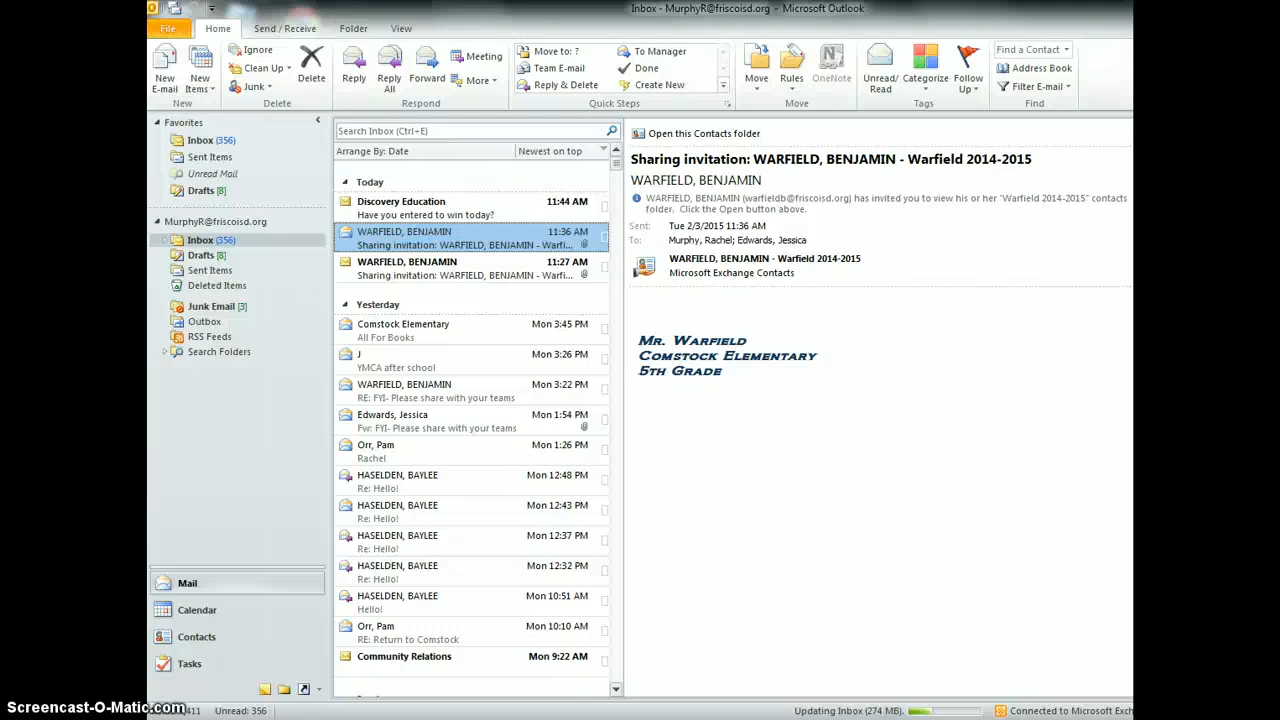 Inbox - MurphyR@friscoisd.org - Microsoft Outlook
File Home Send / Receive Folder View
New E-mail
New Items
Ignore
Clean Up
Junk
Delete
Reply
Reply All
Forward
Meeting
More
Move to: ?
Team E-mail
Reply & Delete
To Manager
Done
Create New
Move
Rules
OneNote
Unread/ Read
Categorize
Follow Up
Find a Contact
Address Book
Filter E-mail
New Delete Respond Quick Steps Move Tags Find
Favorites
Inbox (356)
Sent Items
Unread Mail
Drafts [8]
MurphyR@friscoisd.org
Inbox (356)
Drafts [8]
Sent Items
Deleted Items
Junk Email [3]
Outbox
RSS Feeds
Search Folders
Mail
Calendar
Contacts
Tasks
Search Inbox (Ctrl+E)
Arrange By: Date Newest on top
Today
Discovery Education 11:44 AM
Have you entered to win today?
WARFIELD, BENJAMIN 11:36 AM
Sharing invitation: WARFIELD, BENJAMIN - Warfi...
WARFIELD, BENJAMIN 11:27 AM
Sharing invitation: WARFIELD, BENJAMIN - Warfi...
Yesterday
Comstock Elementary Mon 3:45 PM
All For Books
J Mon 3:26 PM
YMCA after school
WARFIELD, BENJAMIN Mon 3:22 PM
RE: FYI- Please share with your teams
Edwards, Jessica Mon 1:54 PM
Fw: FYI- Please share with your teams
Orr, Pam Mon 1:26 PM
Rachel
HASELDEN, BAYLEE Mon 12:48 PM
Re: Hello!
HASELDEN, BAYLEE Mon 12:43 PM
Re: Hello!
HASELDEN, BAYLEE Mon 12:37 PM
Re: Hello!
HASELDEN, BAYLEE Mon 12:32 PM
Re: Hello!
HASELDEN, BAYLEE Mon 10:51 AM
Hello!
Orr, Pam Mon 10:10 AM
RE: Return to Comstock
Community Relations Mon 9:22 AM
Open this Contacts folder
Sharing invitation: WARFIELD, BENJAMIN - Warfield 2014-2015
WARFIELD, BENJAMIN
WARFIELD, BENJAMIN (warfieldb@friscoisd.org) has invited you to view his or her "Warfield 2014-2015" contacts
folder. Click the Open button above.
Sent: Tue 2/3/2015 11:36 AM
To: Murphy, Rachel; Edwards, Jessica
WARFIELD, BENJAMIN - Warfield 2014-2015
Microsoft Exchange Contacts
Mr. Warfield
Comstock Elementary
5th Grade
Screencast-O-Matic.com
411 Unread: 356 Updating Inbox (274 MB). Connected to Microsoft Exch